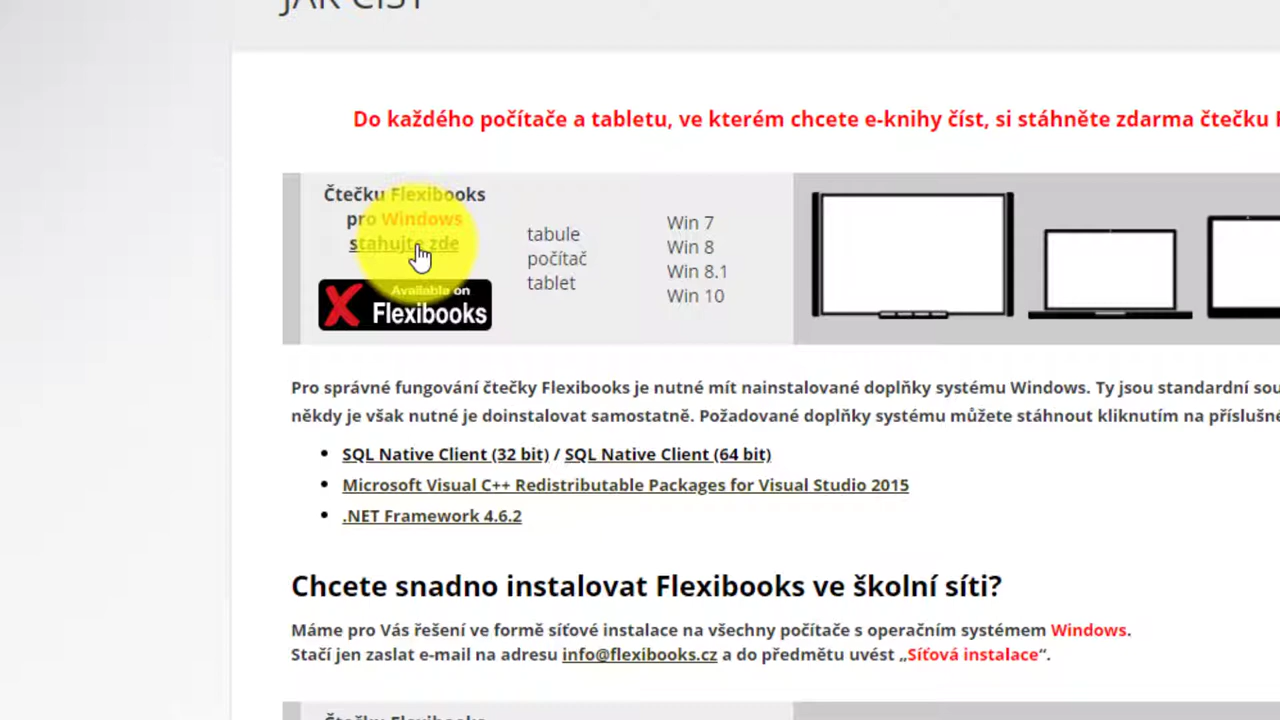 JAK ČÍST
Do každého počítače a tabletu, ve kterém chcete e-knihy číst, si stáhněte zdarma čtečku
Čtečku Flexibooks
pro Windows
stahujte zde
Available on
Flexibooks
tabule
počítač
tablet
Win 7
Win 8
Win 8.1
Win 10
Pro správné fungování čtečky Flexibooks je nutné mít nainstalované doplňky systému Windows. Ty jsou standardní
někdy je však nutné je doinstalovat samostatně. Požadované doplňky systému můžete stáhnout kliknutím na
SQL Native Client (32 bit) / SQL Native Client (64 bit)
Microsoft Visual C++ Redistributable Packages for Visual Studio 2015
.NET Framework 4.6.2
Chcete snadno instalovat Flexibooks ve školní síti?
Máme pro Vás řešení ve formě síťové instalace na všechny počítače s operačním systémem Windows.
Stačí jen zaslat e-mail na adresu info@flexibooks.cz a do předmětu uvést „Síťová instalace“.
Čtečku Flexibooks